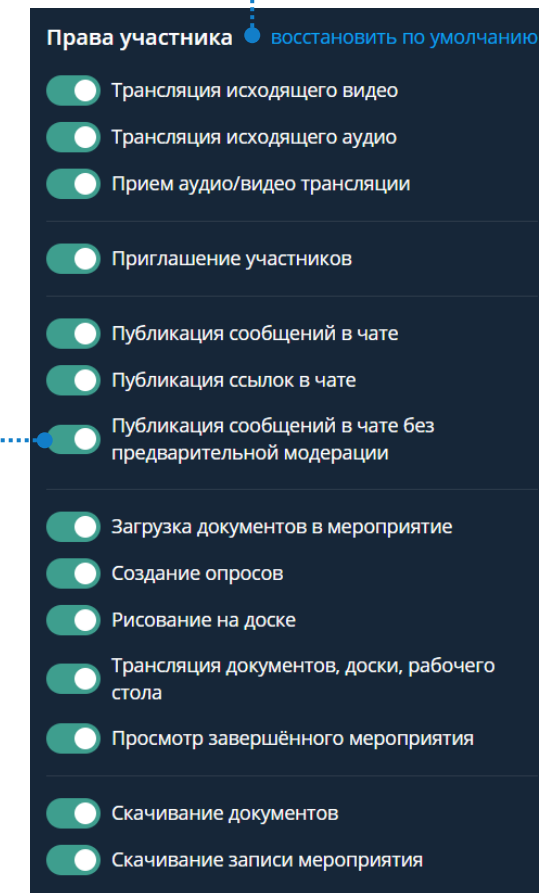 Права участника восстановить по умолчанию
Трансляция исходящего видео
Трансляция исходящего аудио
Прием аудио/видео трансляции
Приглашение участников
Публикация сообщений в чате
Публикация ссылок в чате
Публикация сообщений в чате без
предварительной модерации
Загрузка документов в мероприятие
Создание опросов
Рисование на доске
Трансляция документов, доски, рабочего
стола
Просмотр завершённого мероприятия
Скачивание документов
Скачивание записи мероприятия